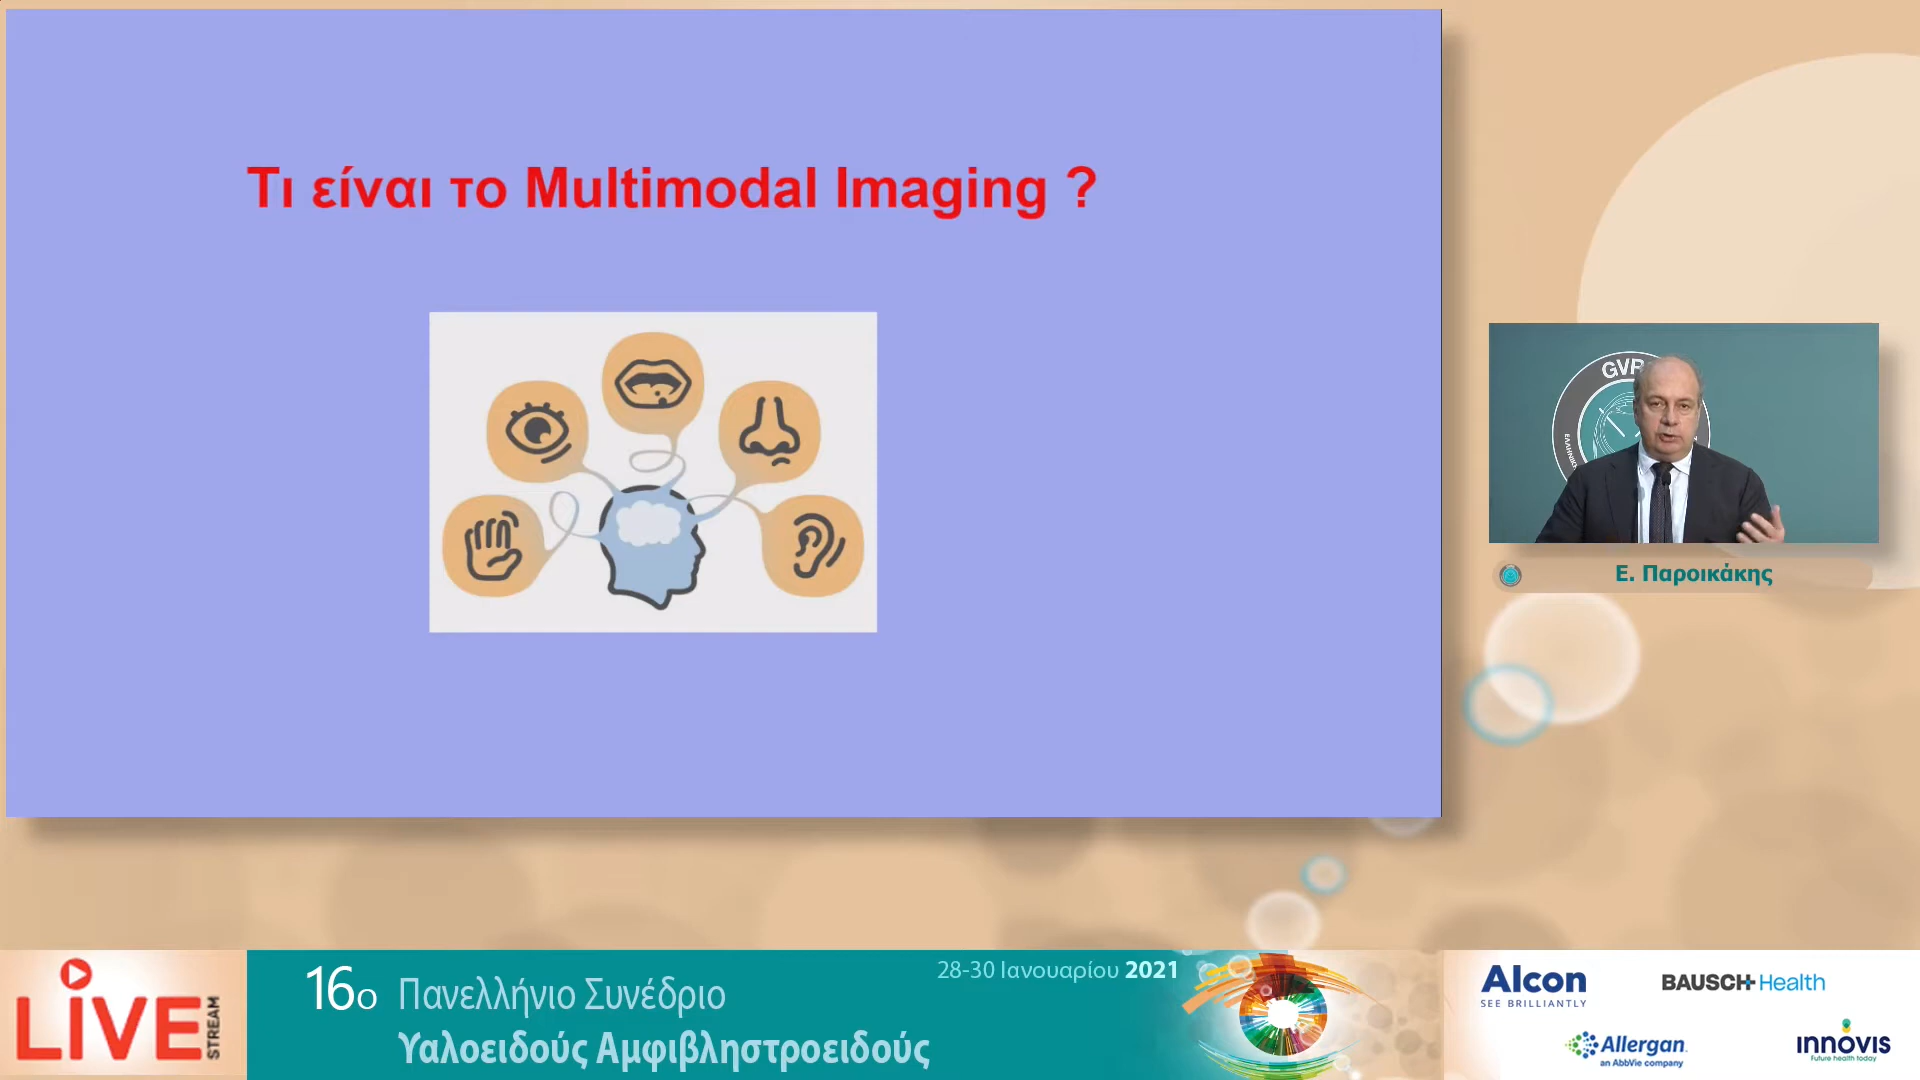 Τι είναι το Multimodal Imaging ?
GVR
ΕΛΛΗΝΙΚΗ
Ε. Παροικάκης
LIVE
STREAM
16ο Πανελλήνιο Συνέδριο
Υαλοειδούς Αμφιβληστροειδούς
28-30 Ιανουαρίου 2021
Alcon
SEE BRILLIANTLY
BAUSCH+Health
Allergan
an AbbVie company
innovis
Future health today